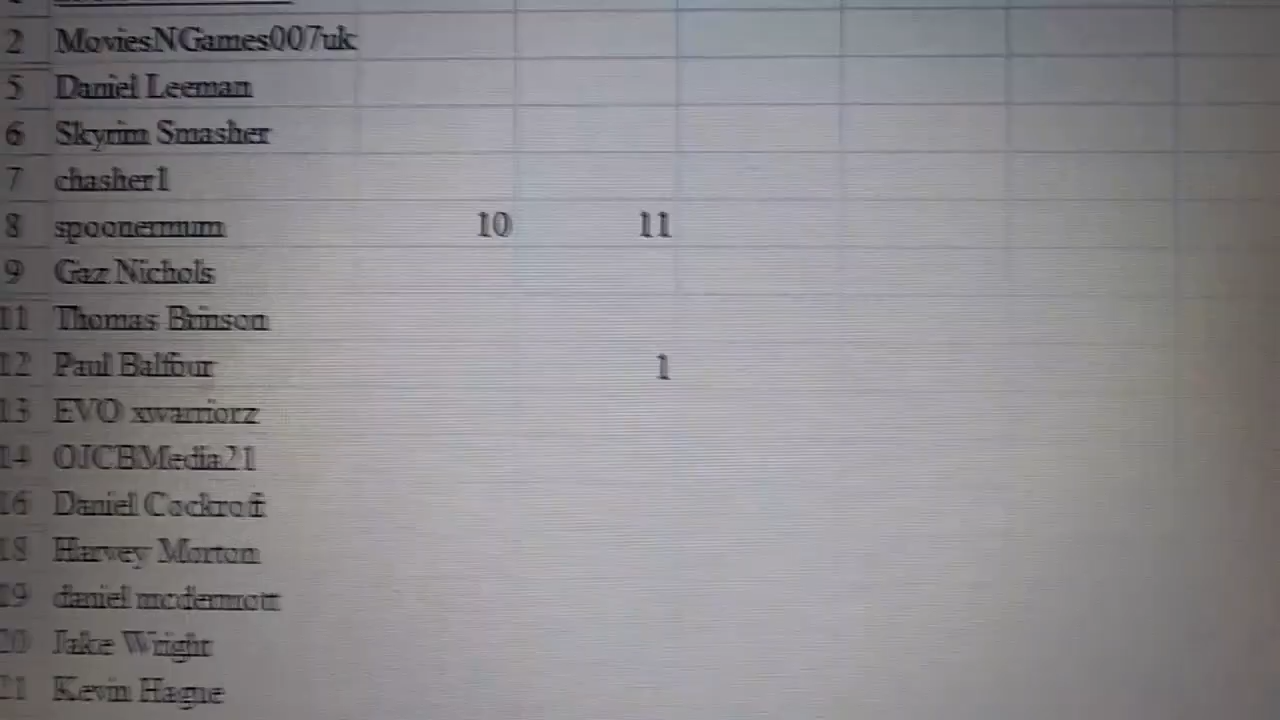 2 MoviesNGames007uk
5 Daniel Leeman
6 Skyrim Smasher
7 chasher1
8 spoonermum 10 11
9 Gaz Nichols
11 Thomas Brinson
12 Paul Balfour 1
13 EVO xwarriorz
14 OJCBMedia21
16 Daniel Cockroft
18 Harvey Morton
19 daniel mcdermott
20 Jake Wright
21 Kevin Hague